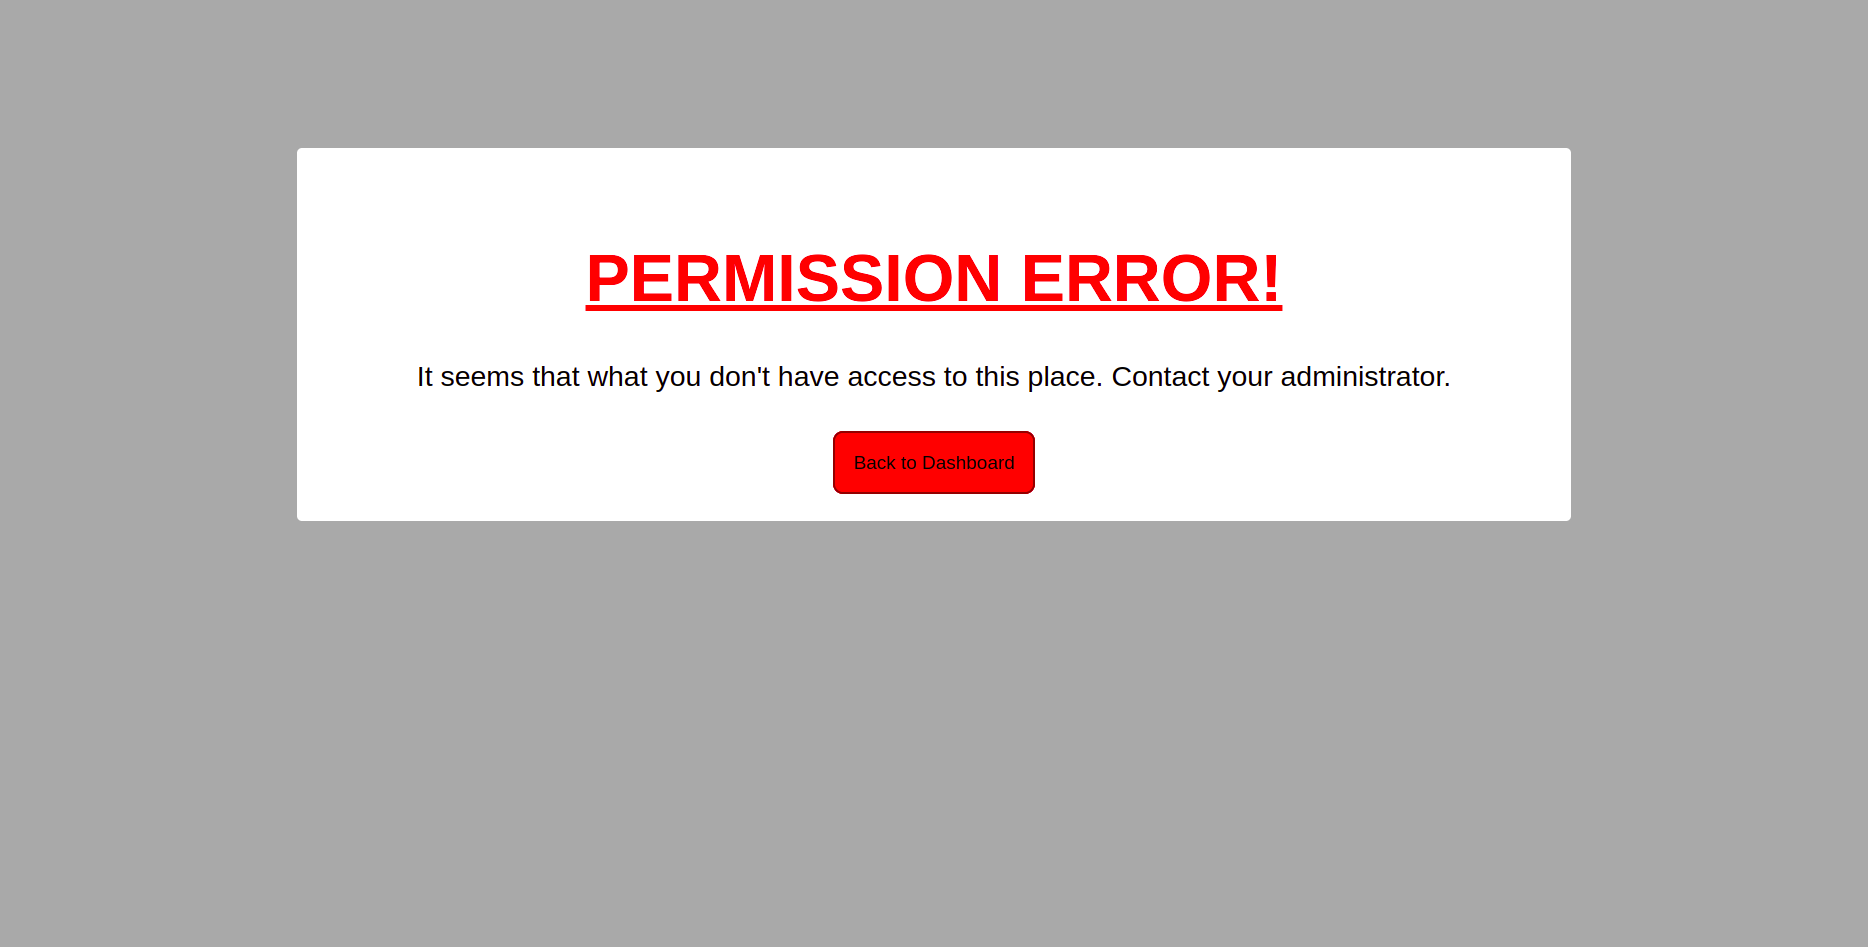 PERMISSION ERROR!
It seems that what you don't have access to this place. Contact your administrator.
Back to Dashboard